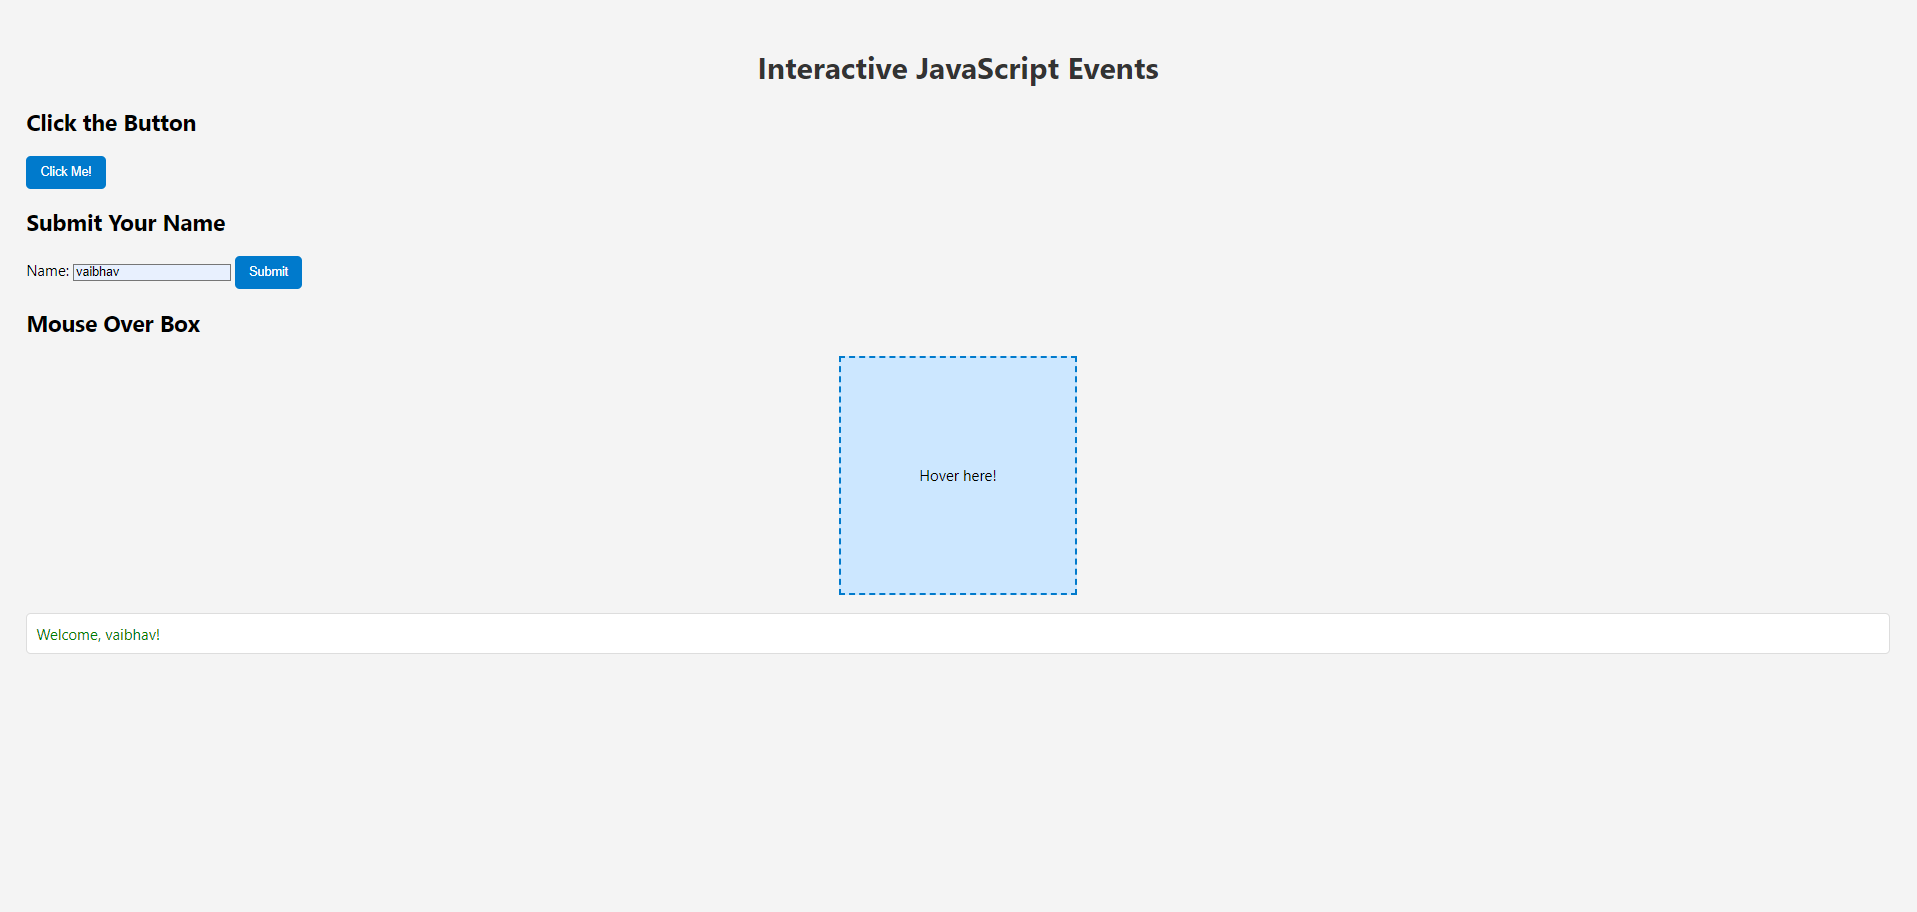 Interactive JavaScript Events
Click the Button
Click Me!
Submit Your Name
Name: vaibhav Submit
Mouse Over Box
Hover here!
Welcome, vaibhav!